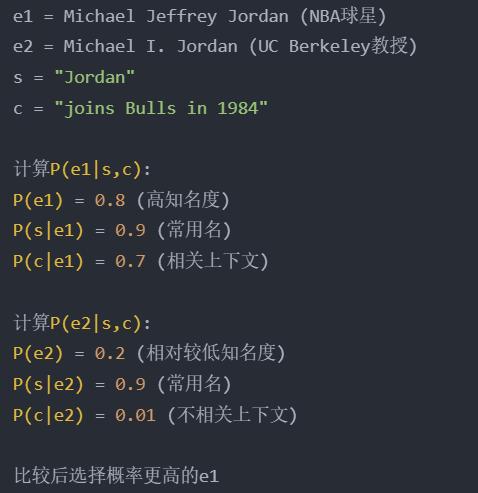 e1 = Michael Jeffrey Jordan (NBA球星)
e2 = Michael I. Jordan (UC Berkeley教授)
s = "Jordan"
c = "joins Bulls in 1984"
计算P(e1|s,c):
P(e1) = 0.8 (高知名度)
P(s|e1) = 0.9 (常用名)
P(c|e1) = 0.7 (相关上下文)
计算P(e2|s,c):
P(e2) = 0.2 (相对较低知名度)
P(s|e2) = 0.9 (常用名)
P(c|e2) = 0.01 (不相关上下文)
比较后选择概率更高的e1